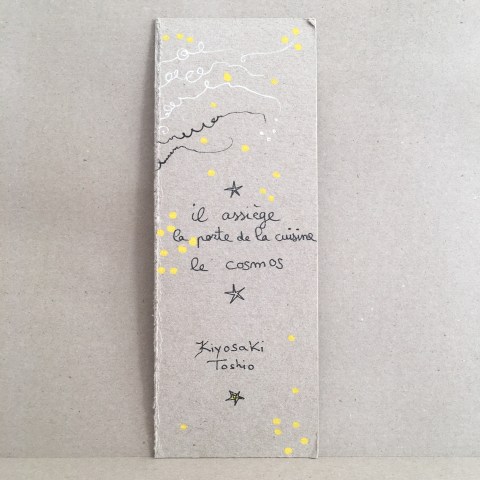 il assiège
la porte de la cuisine
le cosmos
Kiyosaki
Toshio